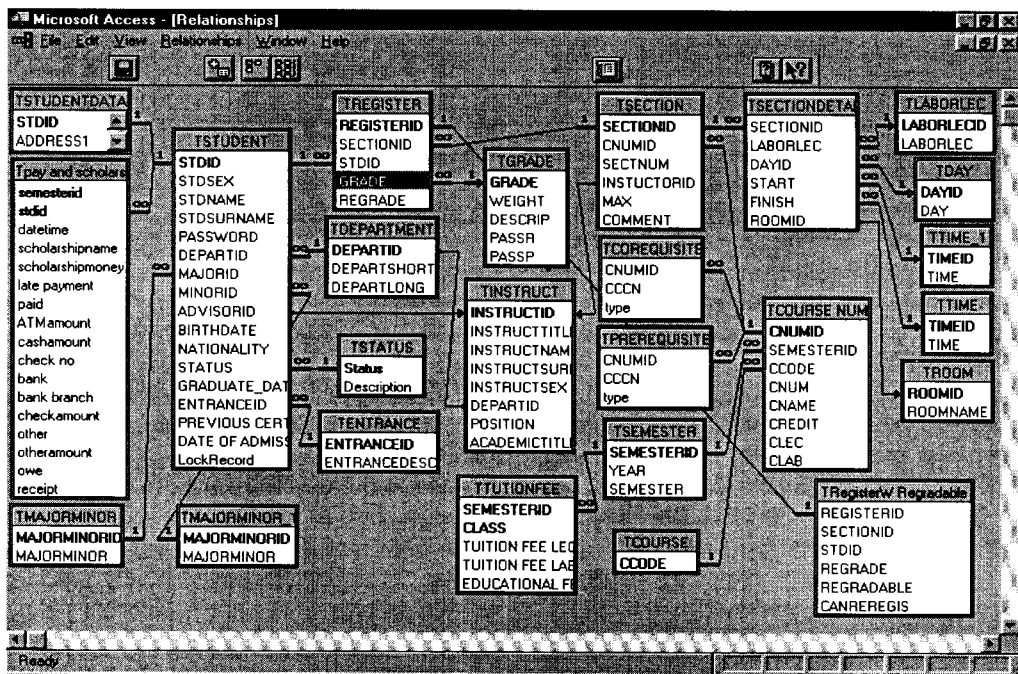 Microsoft Access - [Relationships]
File Edit View Relationships Window Help
TSTUDENTDATA
STDID
ADDRESS1
Tpay and scholars
semesterid
stdid
datetime
scholarshipname
scholarshipmoney
late payment
paid
ATMamount
cashamount
check no
bank
bank branch
checkamount
other
otheramount
owe
receipt
TMAJORMINOR
MAJORMINORID
MAJORMINOR
TSTUDENT
STDID
STDSEX
STDNAME
STDSURNAME
PASSWORD
DEPARTID
MAJORID
MINORID
ADVISORID
BIRTHDATE
NATIONALITY
STATUS
GRADUATE_DAT
ENTRANCEID
PREVIOUS CERT
DATE OF ADMISS
LockRecord
TMAJORMINOR_
MAJORMINORID
MAJORMINOR
TREGISTER
REGISTERID
SECTIONID
STDID
GRADE
REGRADE
TDEPARTMENT
DEPARTID
DEPARTSHORT
DEPARTLONG
TSTATUS
Status
Description
TENTRANCE
ENTRANCEID
ENTRANCEDESC
TGRADE
GRADE
WEIGHT
DESCRIP
PASSR
PASSP
TINSTRUCT
INSTRUCTID
INSTRUCTTITLE
INSTRUCTNAM
INSTRUCTSURI
INSTRUCTSEX
DEPARTID
POSITION
ACADEMICTITLE
TTUTIONFEE
SEMESTERID
CLASS
TUITION FEE LEC
TUITION FEE LAB
EDUCATIONAL FE
TSECTION
SECTIONID
CNUMID
SECTNUM
INSTUCTORID
MAX
COMMENT
TCOREQUISITE
CNUMID
CCCN
type
TPREREQUISITE
CNUMID
CCCN
type
TSEMESTER
SEMESTERID
YEAR
SEMESTER
TCOURSE
CCODE
TSECTIONDETA
SECTIONID
LABORLEC
DAYID
START
FINISH
ROOMID
TCOURSE NUM
CNUMID
SEMESTERID
CCODE
CNUM
CNAME
CREDIT
CLEC
CLAB
TRegisterW Regradable
REGISTERID
SECTIONID
STDID
REGRADE
REGRADABLE
CANREREGIS
TLABORLEC
LABORLECID
LABORLEC
TDAY
DAYID
DAY
TTIME_1
TIMEID
TIME
TTIME
TIMEID
TIME
TROOM
ROOMID
ROOMNAME
Ready